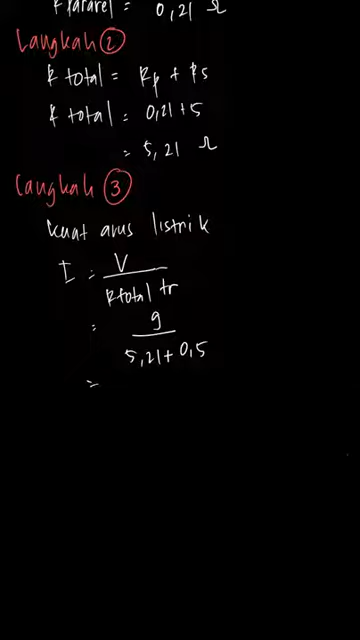 R pararel = 0,21 Ω
Langkah 2
R total = Rp + Rs
R total = 0,21 + 5
= 5,21 Ω
Langkah 3
kuat arus listrik
I = V
R total + r
= 9
5,21 + 0,5
=